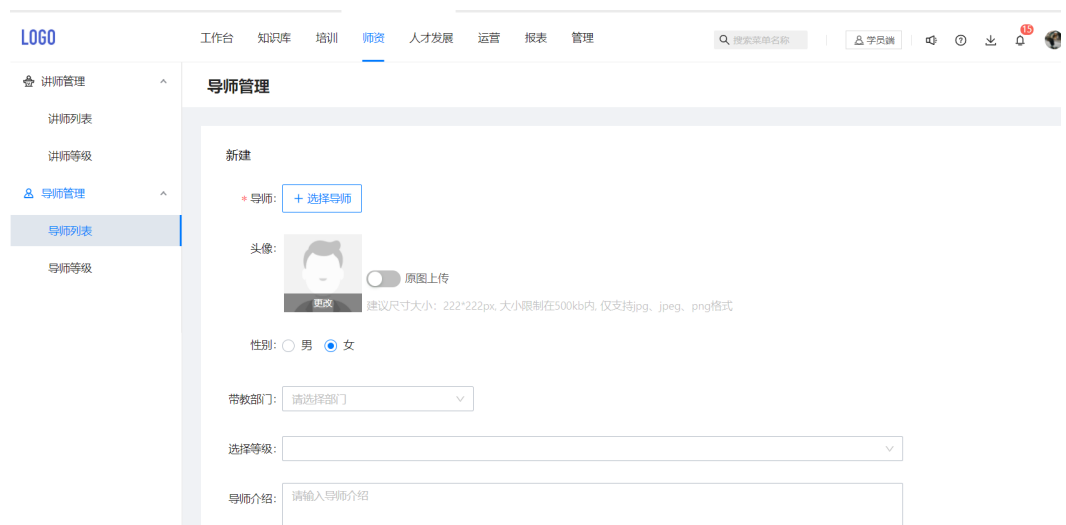 LOGO 工作台 知识库 培训 师资 人才发展 运营 报表 管理 搜索菜单名称 学员端 15
讲师管理
讲师列表
讲师等级
导师管理
导师列表
导师等级
导师管理
新建
* 导师: + 选择导师
头像:
更改
原图上传
建议尺寸大小：222*222px, 大小限制在500kb内, 仅支持jpg、jpeg、png格式
性别: 男 女
带教部门: 请选择部门
选择等级:
导师介绍: 请输入导师介绍